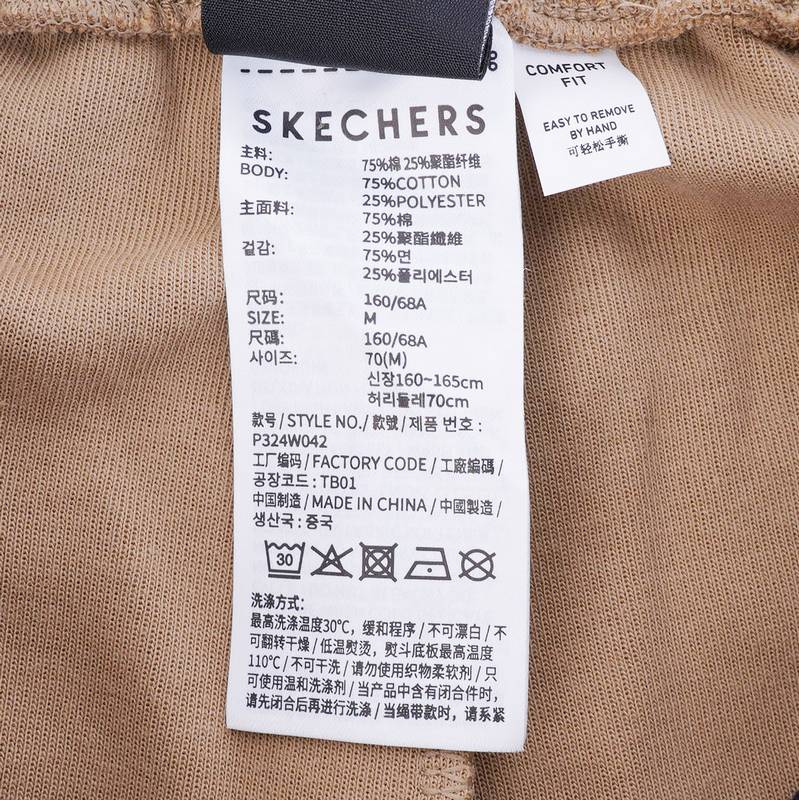 SKECHERS
COMFORT
FIT
EASY TO REMOVE
BY HAND
可轻松手撕
主料: 75%棉 25%聚酯纤维
BODY: 75%COTTON
25%POLYESTER
主面料: 75%棉
25%聚酯纖維
겉감: 75%면
25%폴리에스터
尺码: 160/68A
SIZE: M
尺碼: 160/68A
사이즈: 70(M)
신장160~165cm
허리둘레70cm
款号 / STYLE NO./ 款號 / 제품 번호 :
P324W042
工厂编码 / FACTORY CODE / 工廠編碼 /
공장코드 : TB01
中国制造 / MADE IN CHINA / 中國製造 /
생산국 : 중국
30
洗涤方式:
最高洗涤温度30℃，缓和程序 / 不可漂白 / 不
可翻转干燥 / 低温熨烫，熨斗底板最高温度
110℃ / 不可干洗 / 请勿使用织物柔软剂 / 只
可使用温和洗涤剂 / 当产品中含有闭合件时，
请先闭合后再进行洗涤 / 当绳带款时，请系紧